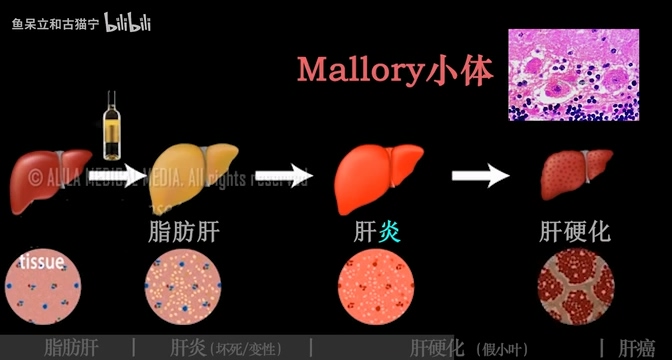 鱼呆立和古猫宁 bilibili
Mallory小体
© ALILA MEDICAL MEDIA. All rights reserved
脂肪肝
肝炎
肝硬化
tissue
脂肪肝 | 肝炎(坏死/变性) | 肝硬化 (假小叶) | 肝癌